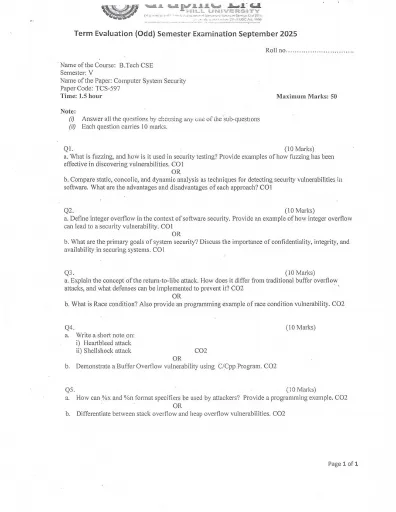 Graphic Era
HILL UNIVERSITY
Term Evaluation (Odd) Semester Examination September 2025
Roll no..............................
Name of the Course: B.Tech CSE
Semester: V
Name of the Paper: Computer System Security
Paper Code: TCS-597
Time: 1.5 hour Maximum Marks: 50
Note:
(i) Answer all the questions by choosing any one of the sub-questions
(ii) Each question carries 10 marks.
Q1. (10 Marks)
a. What is fuzzing, and how is it used in security testing? Provide examples of how fuzzing has been
effective in discovering vulnerabilities. CO1
OR
b. Compare static, concolic, and dynamic analysis as techniques for detecting security vulnerabilities in
software. What are the advantages and disadvantages of each approach? CO1
Q2. (10 Marks)
a. Define integer overflow in the context of software security. Provide an example of how integer overflow
can lead to a security vulnerability. CO1
OR
b. What are the primary goals of system security? Discuss the importance of confidentiality, integrity, and
availability in securing systems. CO1
Q3. (10 Marks)
a. Explain the concept of the return-to-libc attack. How does it differ from traditional buffer overflow
attacks, and what defenses can be implemented to prevent it? CO2
OR
b. What is Race condition? Also provide an programming example of race condition vulnerability. CO2
Q4. (10 Marks)
a. Write a short note on:
i) Heartbleed attack
ii) Shellshock attack CO2
OR
b. Demonstrate a Buffer Overflow vulnerability using C/Cpp Program. CO2
Q5. (10 Marks)
a. How can %x and %n format specifiers be used by attackers? Provide a programming example. CO2
OR
b. Differentiate between stack overflow and heap overflow vulnerabilities. CO2
Page 1 of 1